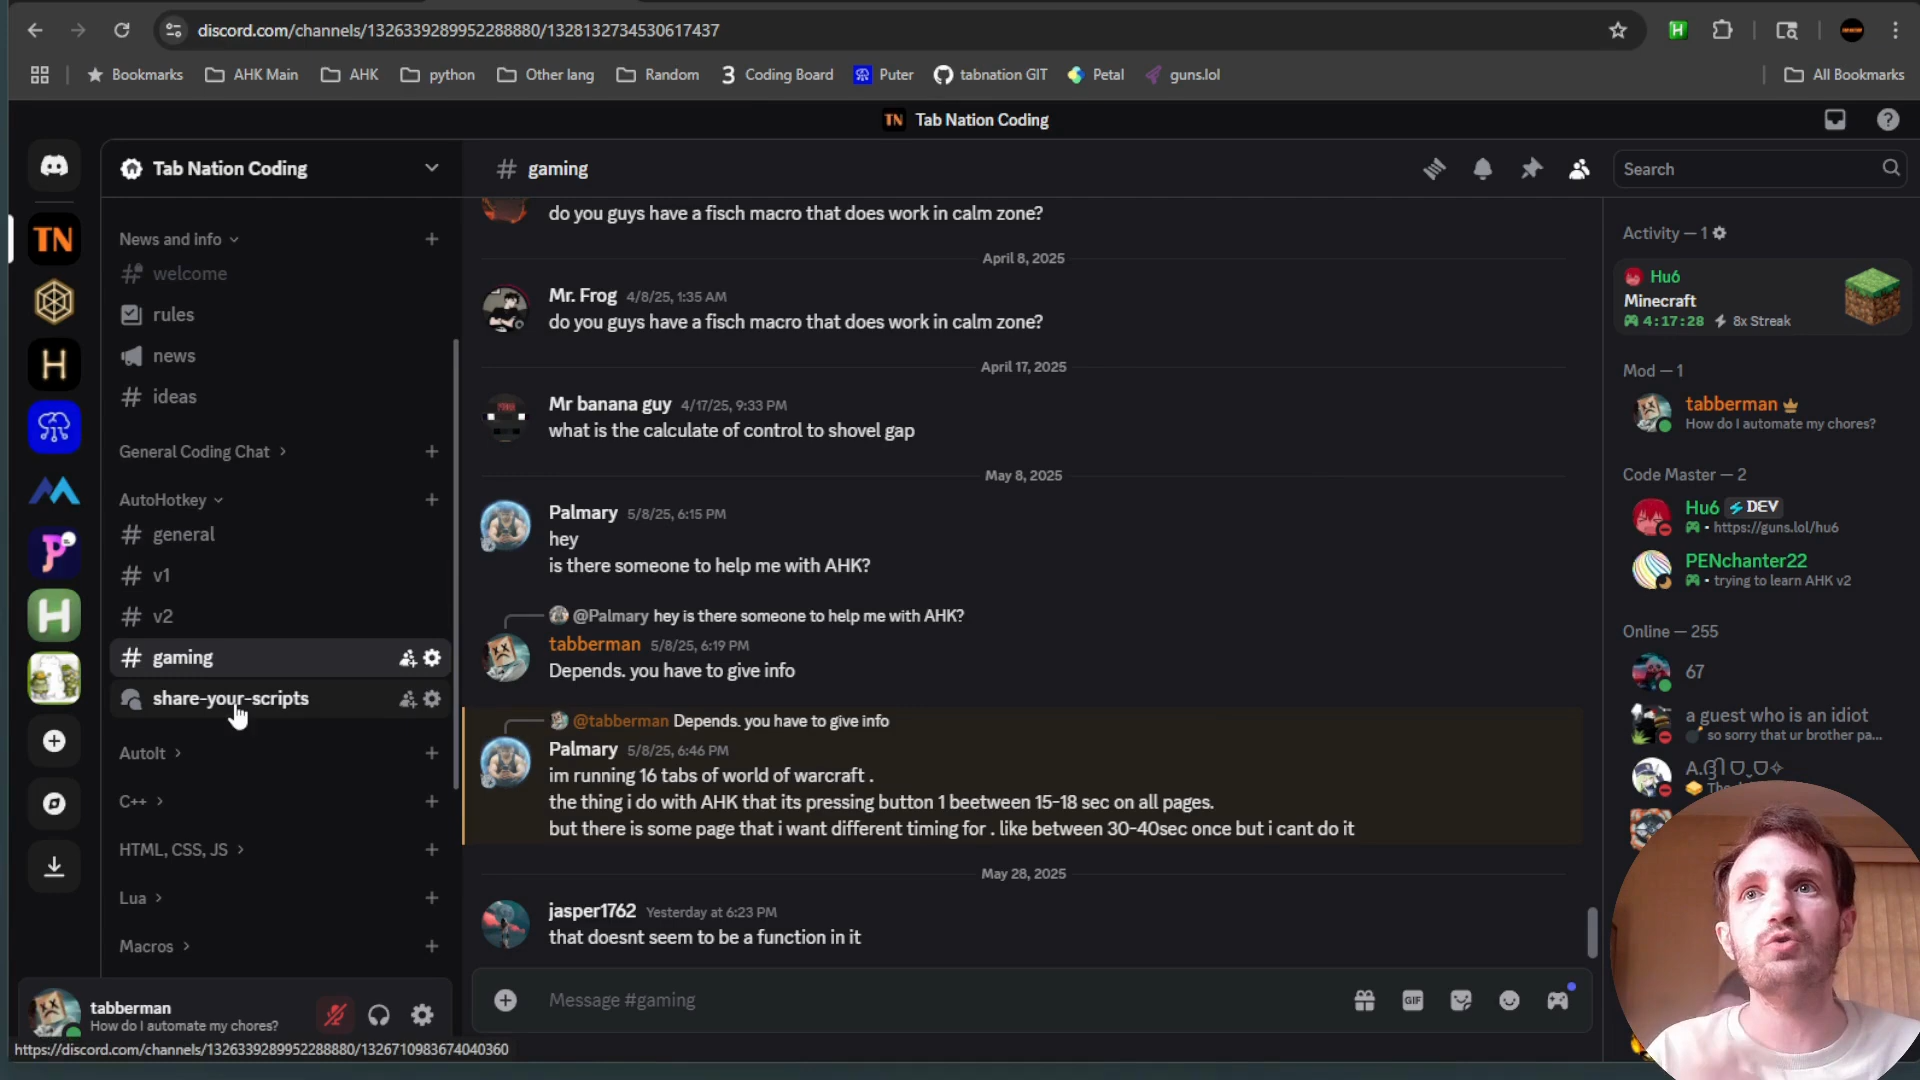 discord.com/channels/1326339289952288880/1328132734530617437
Bookmarks
AHK Main
AHK
python
Other lang
Random
3 Coding Board
Puter
tabnation GIT
Petal
guns.lol
All Bookmarks
TN Tab Nation Coding
TN
H
H
Tab Nation Coding
News and info
welcome
rules
news
ideas
General Coding Chat
AutoHotkey
general
v1
v2
gaming
share-your-scripts
AutoIt
C++
HTML, CSS, JS
Lua
Macros
tabberman
How do I automate my chores?
https://discord.com/channels/1326339289952288880/1326710983674040360
# gaming
Search
do you guys have a fisch macro that does work in calm zone?
April 8, 2025
Mr. Frog 4/8/25, 1:35 AM
do you guys have a fisch macro that does work in calm zone?
April 17, 2025
Mr banana guy 4/17/25, 9:33 PM
what is the calculate of control to shovel gap
May 8, 2025
Palmary 5/8/25, 6:15 PM
hey
is there someone to help me with AHK?
@Palmary hey is there someone to help me with AHK?
tabberman 5/8/25, 6:19 PM
Depends. you have to give info
@tabberman Depends. you have to give info
Palmary 5/8/25, 6:46 PM
im running 16 tabs of world of warcraft .
the thing i do with AHK that its pressing button 1 beetween 15-18 sec on all pages.
but there is some page that i want different timing for . like between 30-40sec once but i cant do it
May 28, 2025
jasper1762 Yesterday at 6:23 PM
that doesnt seem to be a function in it
Message #gaming
GIF
Activity — 1
Hu6
Minecraft
4:17:28 8x Streak
Mod — 1
tabberman
How do I automate my chores?
Code Master — 2
Hu6 DEV
• https://guns.lol/hu6
PENchanter22
• trying to learn AHK v2
Online — 255
67
a guest who is an idiot
so sorry that ur brother pa...